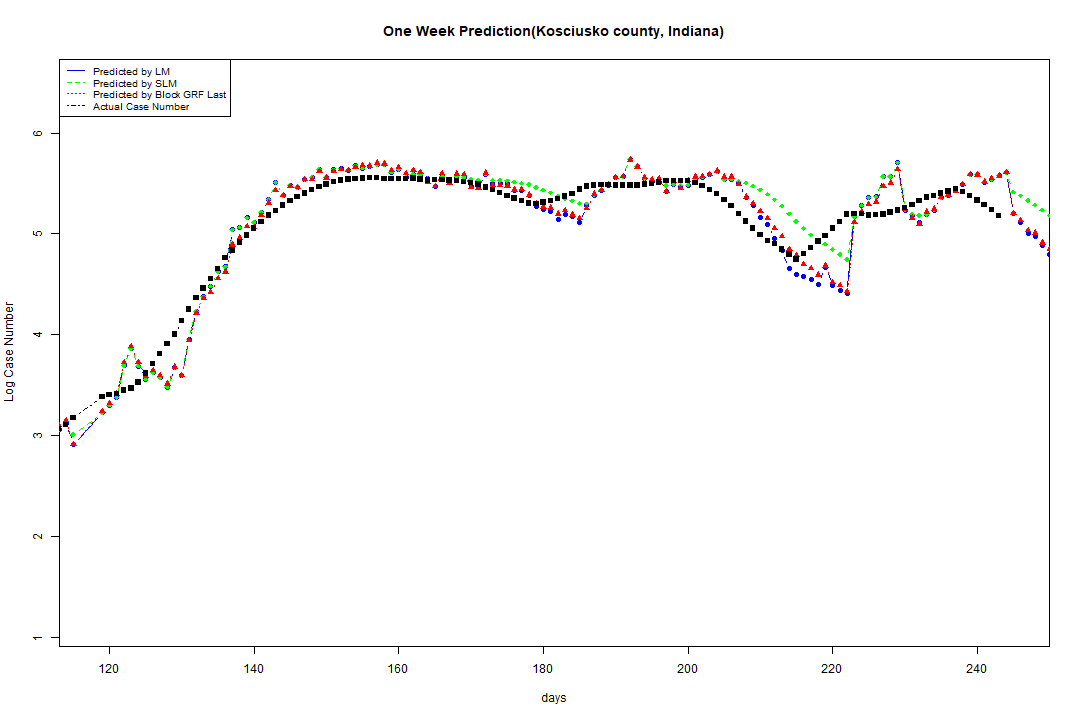 One Week Prediction(Kosciusko county, Indiana)
Predicted by LM
Predicted by SLM
Predicted by Block GRF Last
Actual Case Number
6
5
4
3
2
1
Log Case Number
120 140 160 180 200 220 240
days